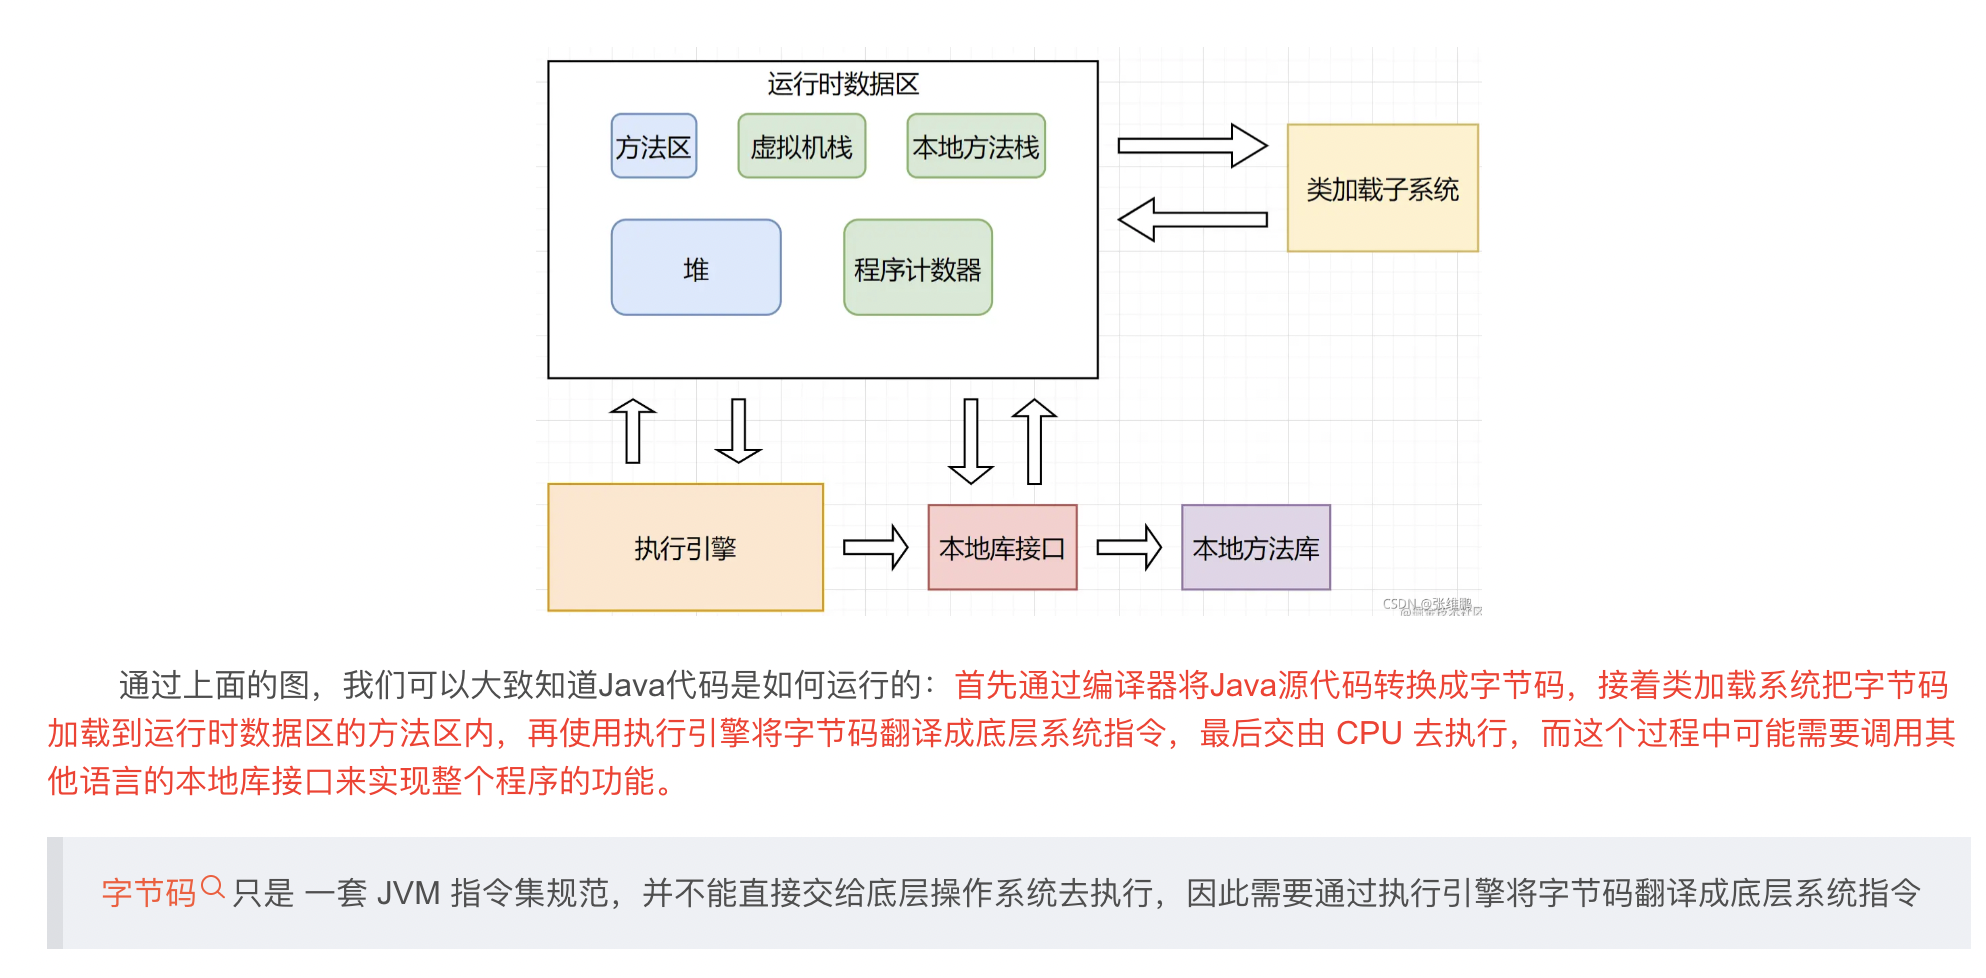 运行时数据区
方法区
虚拟机栈
本地方法栈
类加载子系统
堆
程序计数器
执行引擎
本地库接口
本地方法库
CSDN @张维鹏
通过上面的图，我们可以大致知道Java代码是如何运行的：首先通过编译器将Java源代码转换成字节码，接着类加载系统把字节码
加载到运行时数据区的方法区内，再使用执行引擎将字节码翻译成底层系统指令，最后交由 CPU 去执行，而这个过程中可能需要调用其
他语言的本地库接口来实现整个程序的功能。
字节码只是 一套 JVM 指令集规范，并不能直接交给底层操作系统去执行，因此需要通过执行引擎将字节码翻译成底层系统指令